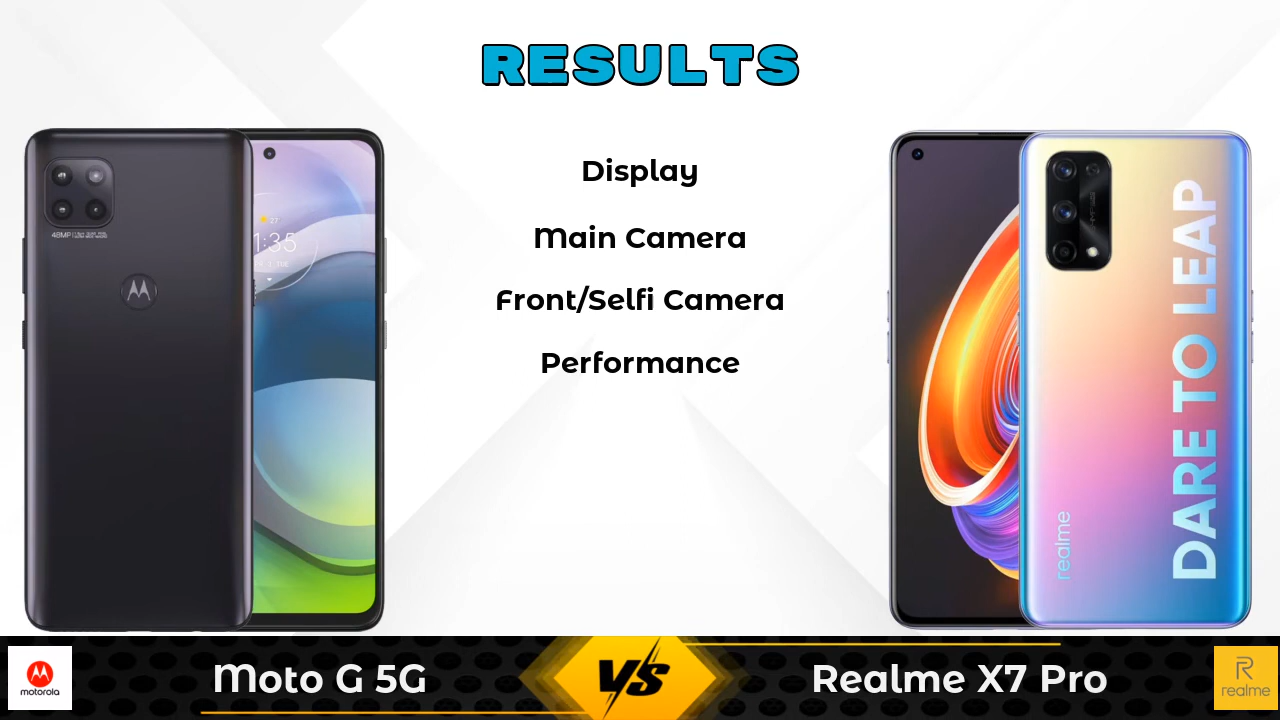 RESULTS
Display
Main Camera
Front/Selfi Camera
Performance
48MP
1:35
27°
realme
DARE TO LEAP
motorola
Moto G 5G
VS
Realme X7 Pro
realme